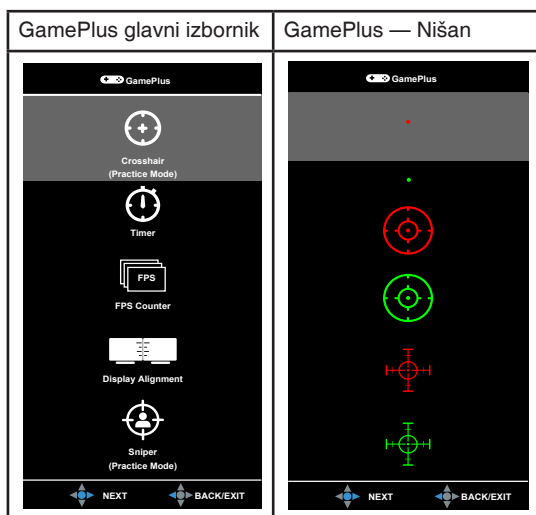 GamePlus glavni izbornik
GamePlus — Nišan
GamePlus
Crosshair
(Practice Mode)
Timer
FPS
FPS Counter
Display Alignment
Sniper
(Practice Mode)
NEXT BACK/EXIT
GamePlus
NEXT BACK/EXIT